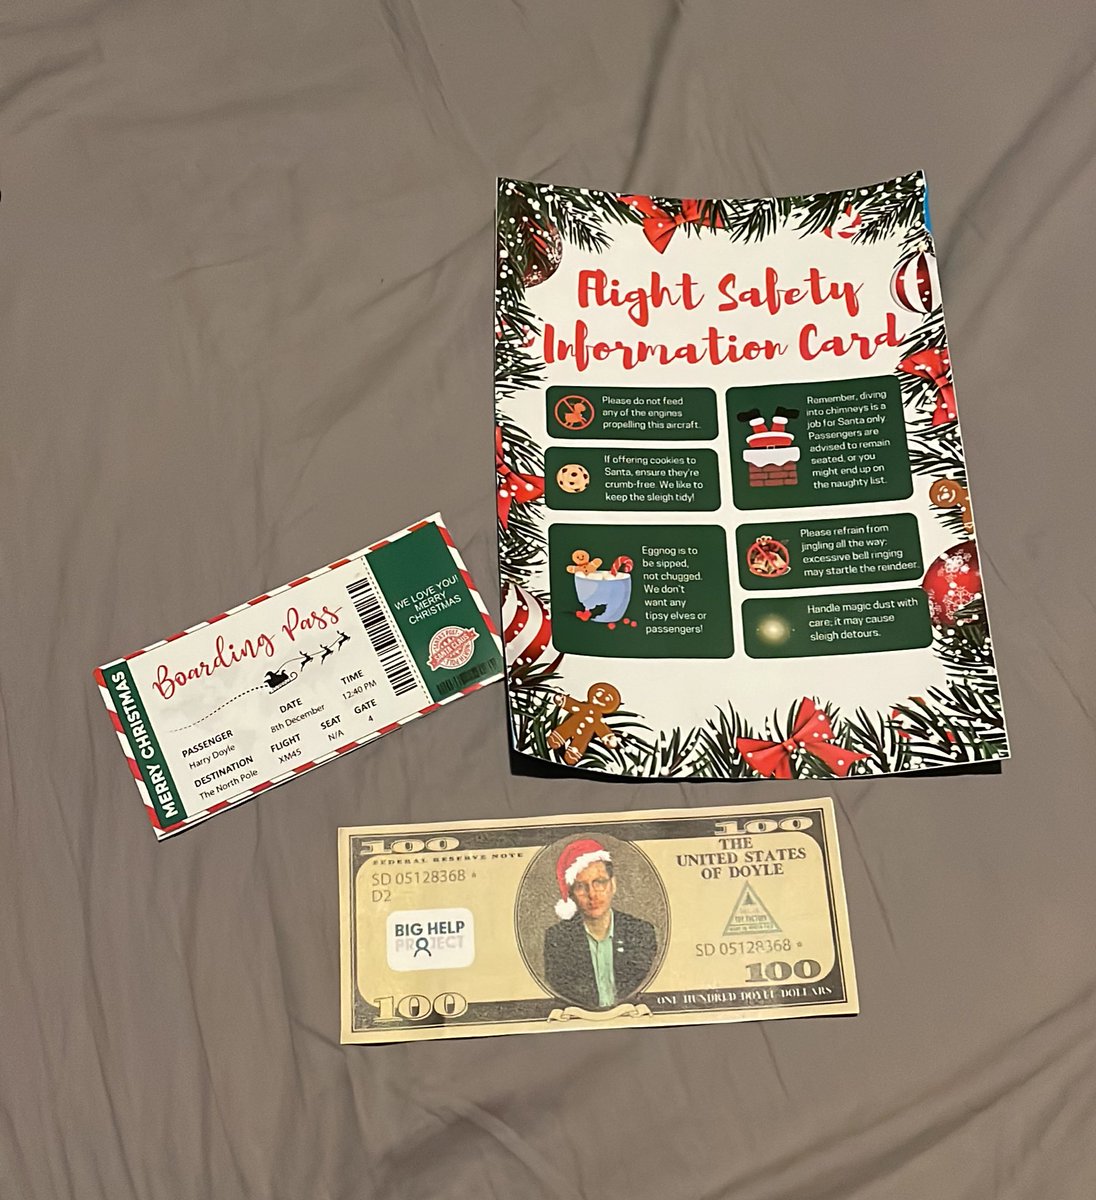 Flight Safety
Information Card
Please do not feed
any of the engines
propelling this aircraft.
If offering cookies to
Santa, ensure they're
crumb-free. We like to
keep the sleigh tidy!
Eggnog is to
be sipped,
not chugged.
We don't
want any
tipsy elves or
passengers!
Remember, diving
into chimneys is a
job for Santa only
Passengers are
advised to remain
seated, or you
might end up on
the naughty list.
Please refrain from
jingling all the way:
excessive bell ringing
may startle the reindeer.
Handle magic dust with
care; it may cause
sleigh detours.
MERRY CHRISTMAS
Boarding Pass
PASSENGER
Harry Doyle
DATE
8th December
TIME
12:40 PM
DESTINATION
The North Pole
FLIGHT
XM45
SEAT
N/A
GATE
4
WE LOVE YOU!
MERRY
CHRISTMAS
SANTA CLAUS
100
FEDERAL RESERVE NOTE
SD 05128368 *
D2
BIG HELP
PROJECT
100
100
THE
UNITED STATES
OF DOYLE
TOY FACTORY
SD 05128368 *
100
ONE HUNDRED DOYLE DOLLARS